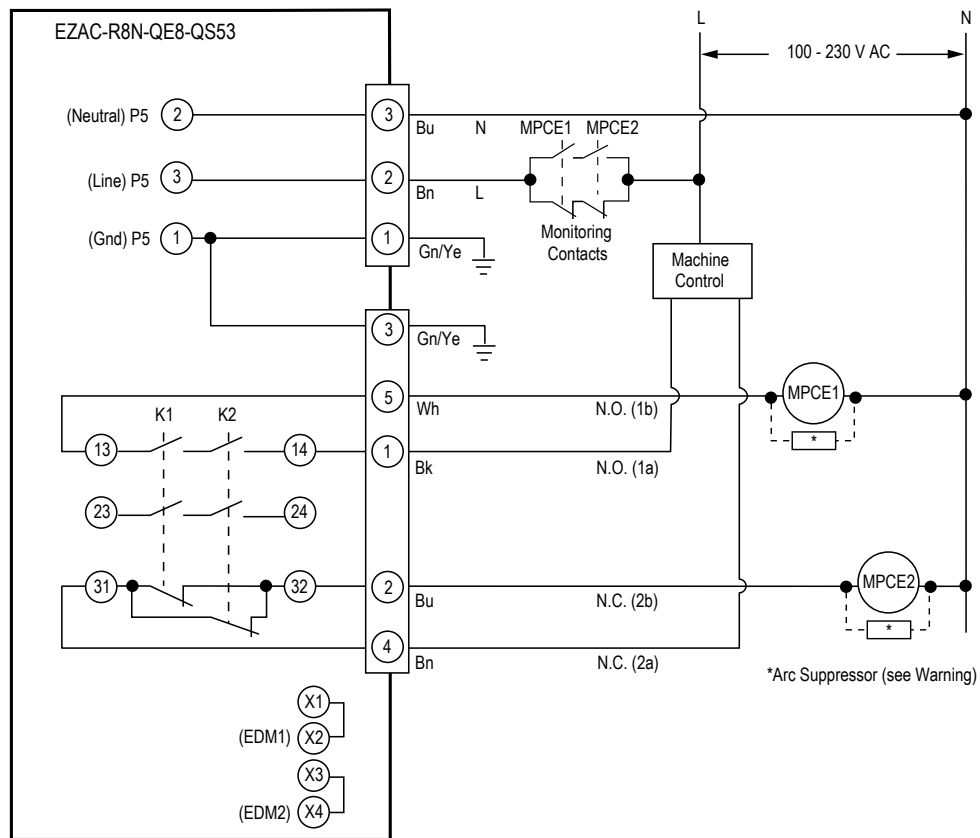 EZAC-R8N-QE8-QS53
L
N
100 - 230 V AC
(Neutral) P5 2
3
Bu N
MPCE1 MPCE2
(Line) P5 3
2
Bn L
(Gnd) P5 1
1
Gn/Ye
Monitoring
Contacts
Machine
Control
3
Gn/Ye
5
Wh
N.O. (1b)
MPCE1
*
K1 K2
13
14
1
Bk
N.O. (1a)
23
24
31
32
2
Bu
N.C. (2b)
MPCE2
*
4
Bn
N.C. (2a)
*Arc Suppressor (see Warning)
X1
(EDM1) X2
X3
(EDM2) X4